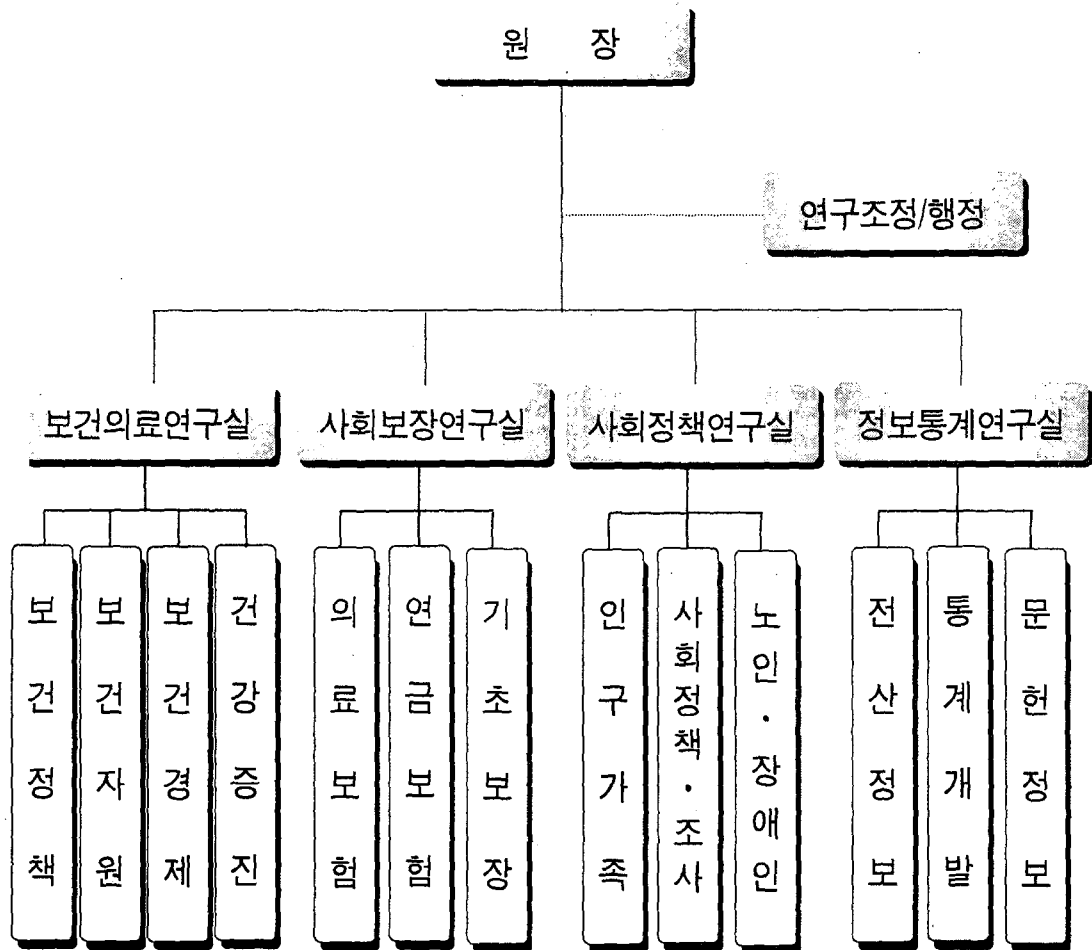 원 장
연구조정/행정
보건의료연구실
사회보장연구실
사회정책연구실
정보통계연구실
보건정책
보건자원
보건경제
건강증진
의료보험
연금보험
기초보장
인구가족
사회정책·조사
노인·장애인
전산정보
통계개발
문헌정보